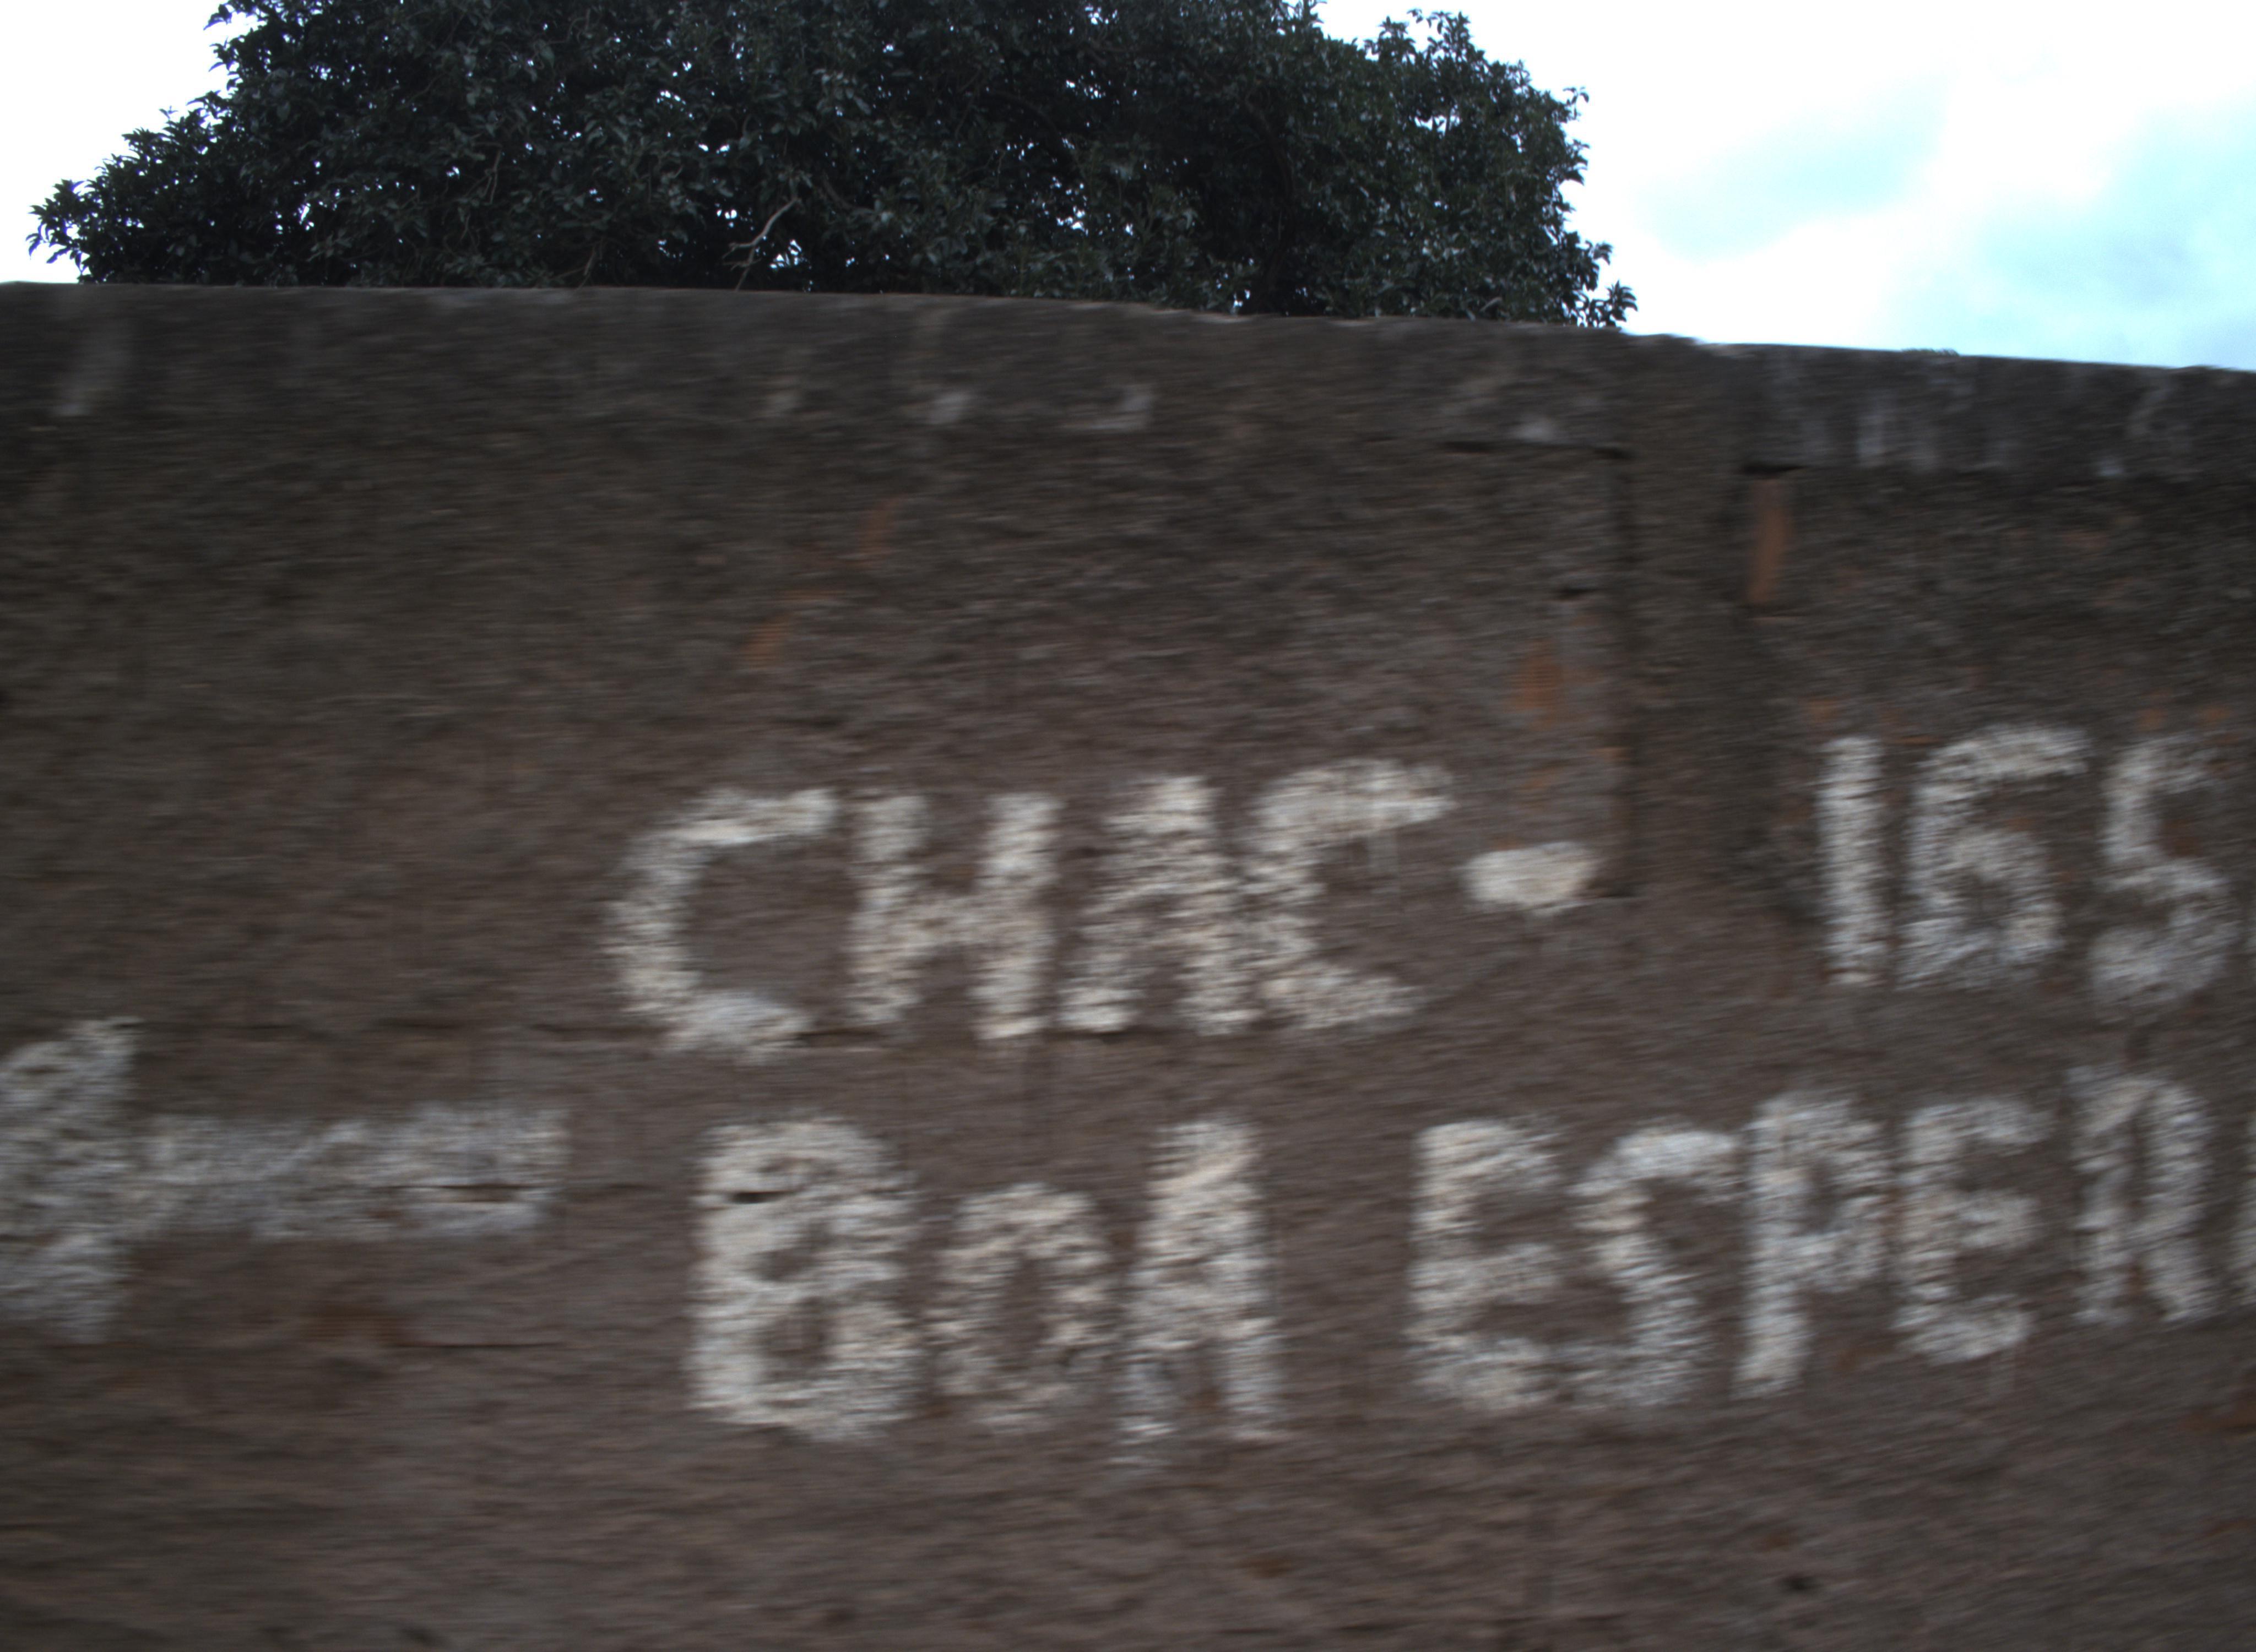 CHAC - 165
BOA ESPER